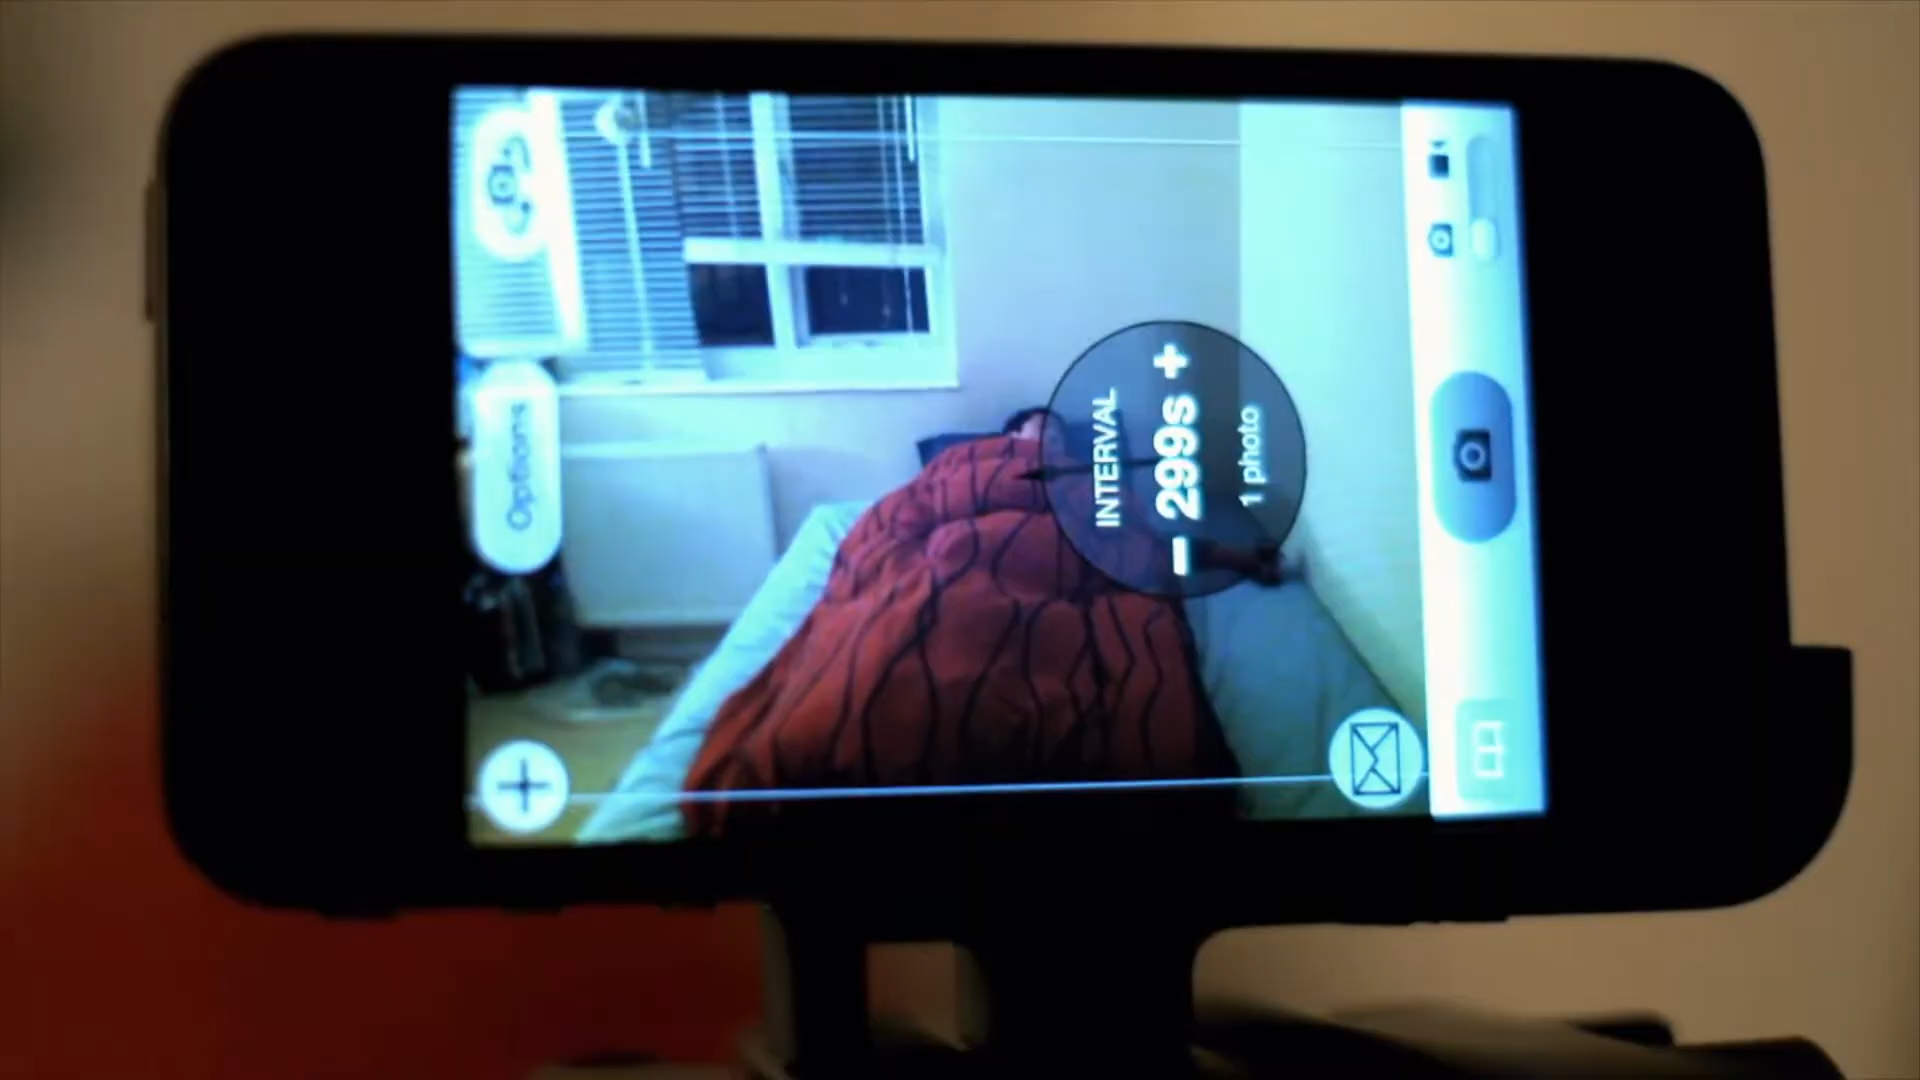 Options
INTERVAL
− 299s +
1 photo